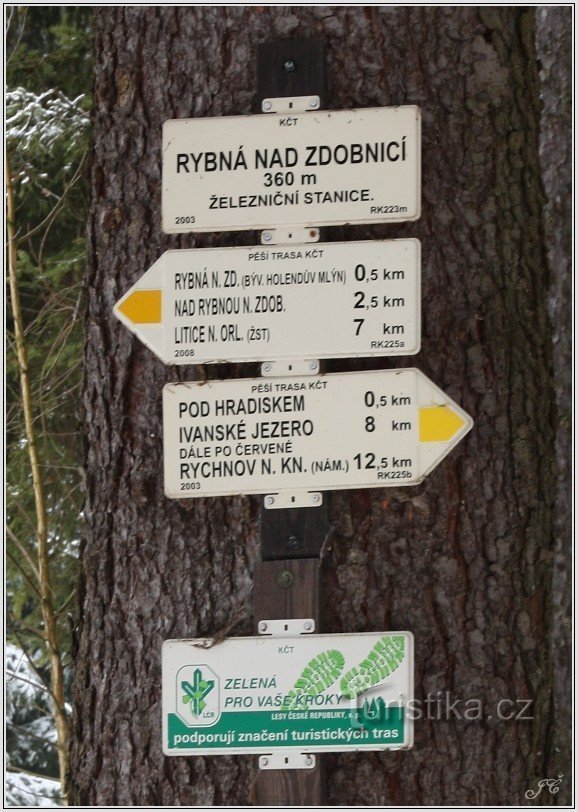 KČT
RYBNÁ NAD ZDOBNICÍ
360 m
ŽELEZNIČNÍ STANICE.
2003 RK223m
PĚŠÍ TRASA KČT
RYBNÁ N. ZD. (BÝV. HOLENDŮV MLÝN) 0,5 km
NAD RYBNOU N. ZDOB. 2,5 km
LITICE N. ORL. (ŽST) 7 km
2008 RK225a
PĚŠÍ TRASA KČT
POD HRADISKEM 0,5 km
IVANSKÉ JEZERO 8 km
DÁLE PO ČERVENÉ
RYCHNOV N. KN. (NÁM.) 12,5 km
2003 RK225b
KČT
ZELENÁ
PRO VAŠE KROKY
LČR
LESY ČESKÉ REPUBLIKY, s.p.
podporují značení turistických tras
Turistika.cz